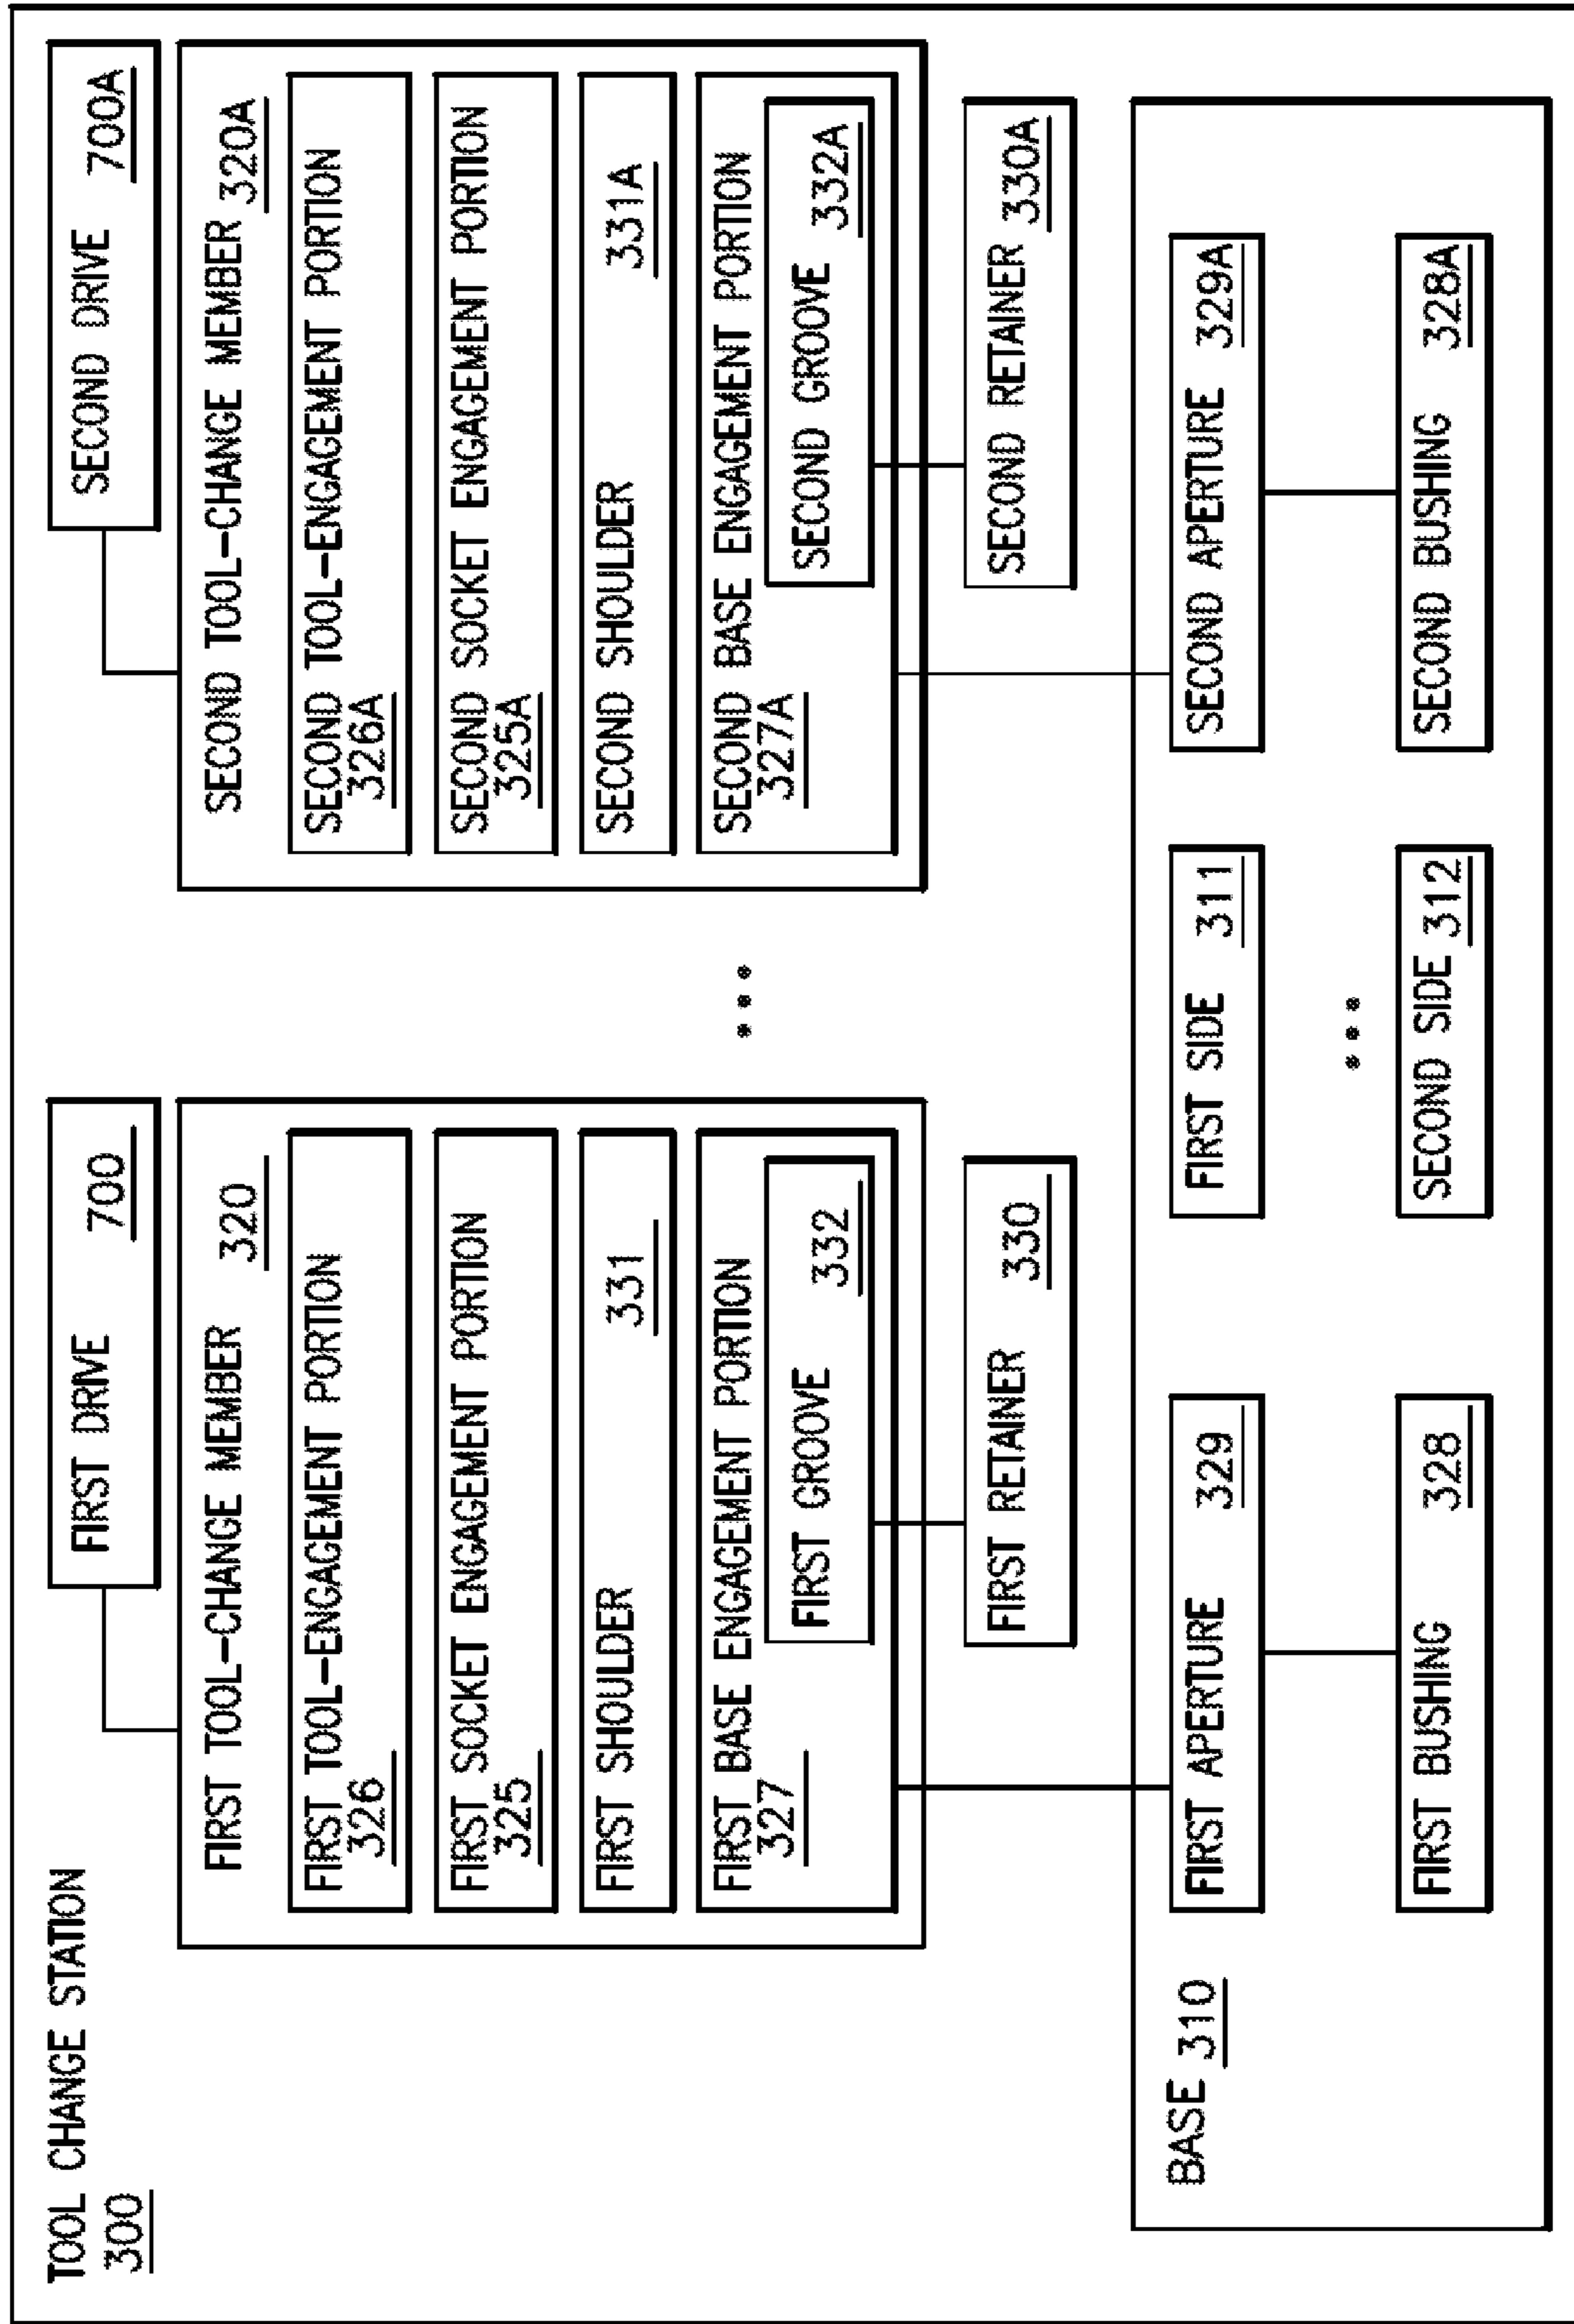 TOOL CHANGE STATION
300
FIRST DRIVE 700
FIRST TOOL-CHANGE MEMBER 320
FIRST TOOL-ENGAGEMENT PORTION
326
FIRST SOCKET ENGAGEMENT PORTION
325
FIRST SHOULDER 331
FIRST BASE ENGAGEMENT PORTION
327
FIRST GROOVE 332
FIRST RETAINER 330
SECOND DRIVE 700A
SECOND TOOL-CHANGE MEMBER 320A
SECOND TOOL-ENGAGEMENT PORTION
326A
SECOND SOCKET ENGAGEMENT PORTION
325A
SECOND SHOULDER 331A
SECOND BASE ENGAGEMENT PORTION
327A
SECOND GROOVE 332A
SECOND RETAINER 330A
BASE 310
FIRST APERTURE 329
FIRST BUSHING 328
FIRST SIDE 311
SECOND SIDE 312
SECOND APERTURE 329A
SECOND BUSHING 328A